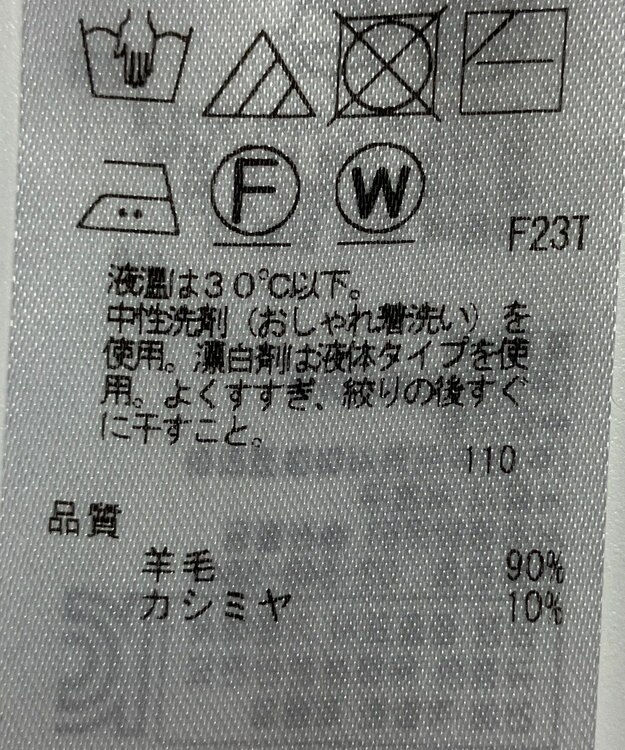 F W
F23T
液温は30℃以下。
中性洗剤（おしゃれ着洗い）を
使用。漂白剤は液体タイプを使
用。よくすすぎ、絞りの後すぐ
に干すこと。
110
品質
羊毛 90%
カシミヤ 10%